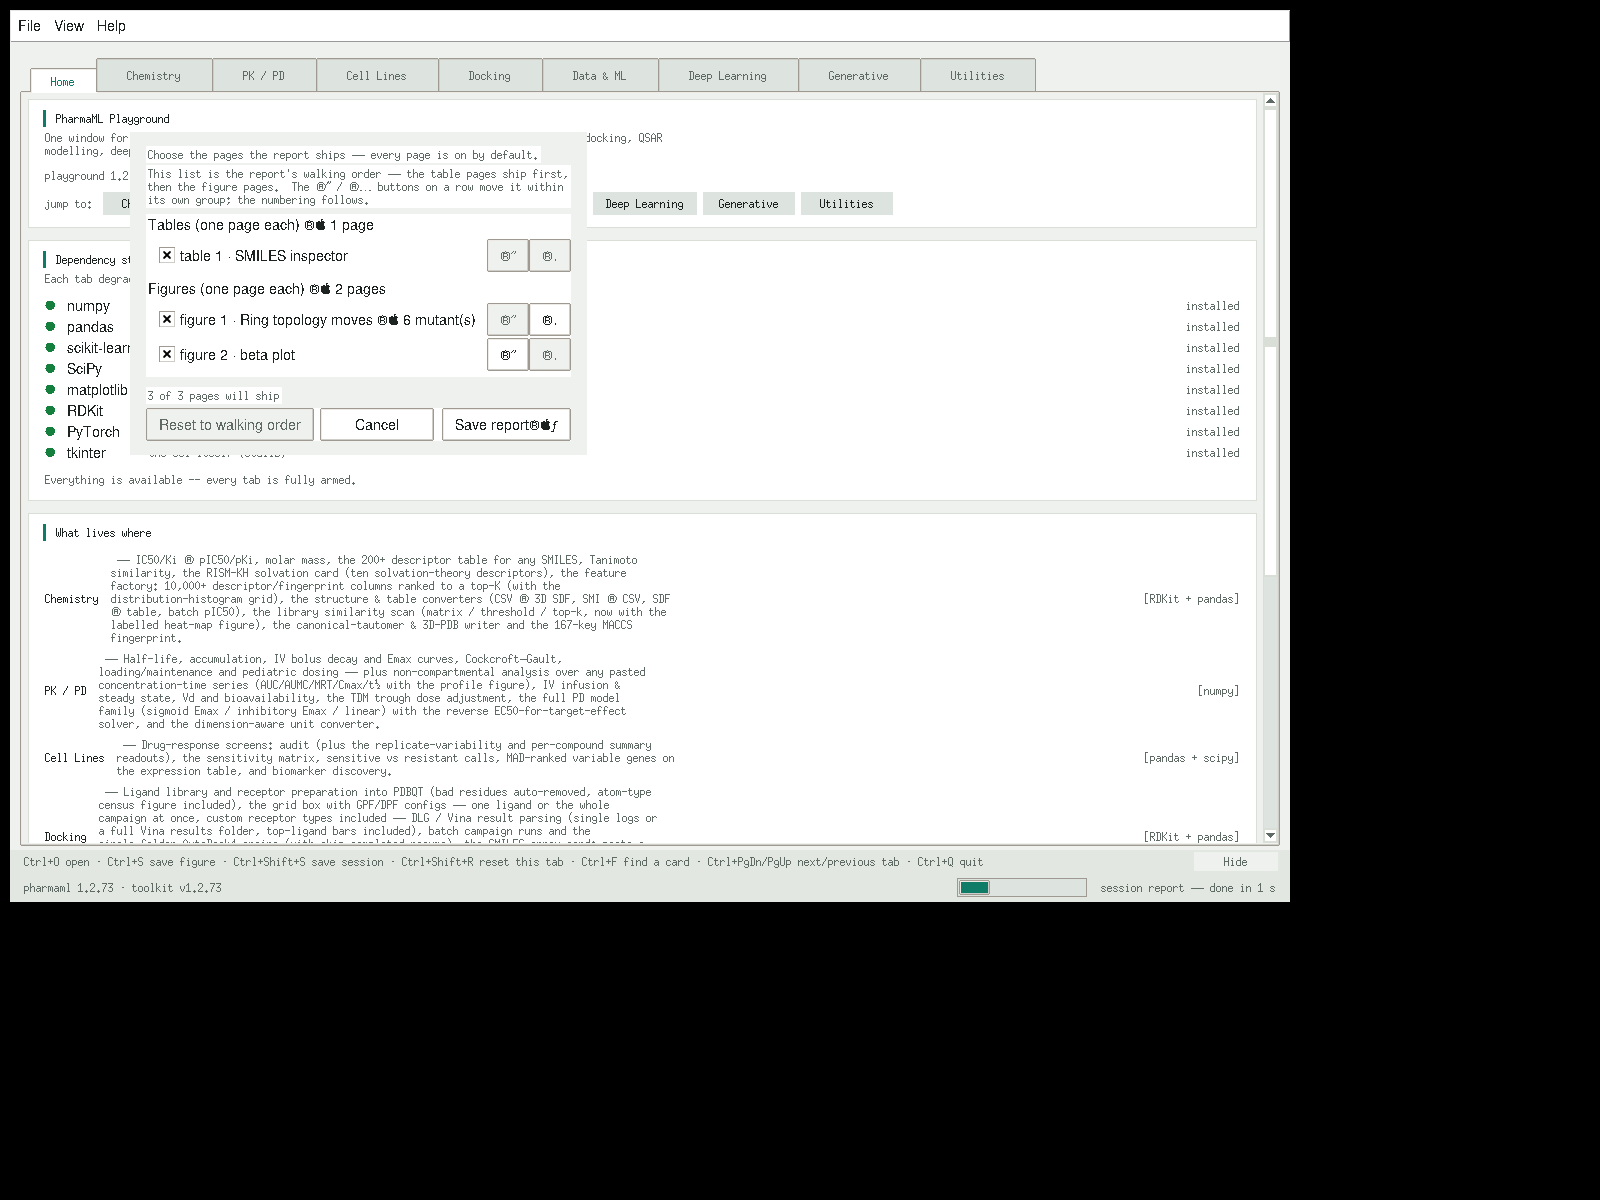 File View Help
Home Chemistry PK / PD Cell Lines Docking Data & ML Deep Learning Generative Utilities
PharmaML Playground
One window for docking, QSAR
modelling,
playground 1.2
jump to: Deep Learning Generative Utilities
Choose the pages the report ships — every page is on by default.
This list is the report's walking order — the table pages ship first,
then the figure pages. The ®˝ / ®… buttons on a row move it within
its own group; the numbering follows.
Tables (one page each) ® 1 page
table 1 · SMILES inspector ®˝ ®.
Figures (one page each) ® 2 pages
figure 1 · Ring topology moves ® 6 mutant(s) ®˝ ®.
figure 2 · beta plot ®˝ ®.
3 of 3 pages will ship
Reset to walking order Cancel Save report®ƒ
Dependency
Each tab
numpy installed
pandas installed
scikit-learn installed
SciPy installed
matplotlib installed
RDKit installed
PyTorch installed
tkinter installed
Everything is available -- every tab is fully armed.
What lives where
Chemistry — IC50/Ki ® pIC50/pKi, molar mass, the 200+ descriptor table for any SMILES, Tanimoto
similarity, the RISM-KH solvation card (ten solvation-theory descriptors), the feature
factory: 10,000+ descriptor/fingerprint columns ranked to a top-K (with the
distribution-histogram grid), the structure & table converters (CSV ® 3D SDF, SMI ® CSV, SDF
® table, batch pIC50), the library similarity scan (matrix / threshold / top-k, now with the
labelled heat-map figure), the canonical-tautomer & 3D-PDB writer and the 167-key MACCS
fingerprint.
[RDKit + pandas]
PK / PD — Half-life, accumulation, IV bolus decay and Emax curves, Cockcroft–Gault,
loading/maintenance and pediatric dosing — plus non-compartmental analysis over any pasted
concentration-time series (AUC/AUMC/MRT/Cmax/t½ with the profile figure), IV infusion &
steady state, Vd and bioavailability, the TDM trough dose adjustment, the full PD model
family (sigmoid Emax / inhibitory Emax / linear) with the reverse EC50-for-target-effect
solver, and the dimension-aware unit converter.
[numpy]
Cell Lines — Drug-response screens: audit (plus the replicate-variability and per-compound summary
readouts), the sensitivity matrix, sensitive vs resistant calls, MAD-ranked variable genes on
the expression table, and biomarker discovery.
[pandas + scipy]
Docking — Ligand library and receptor preparation into PDBQT (bad residues auto-removed, atom-type
census figure included), the grid box with GPF/DPF configs — one ligand or the whole
campaign at once, custom receptor types included — DLG / Vina result parsing (single logs or
a full Vina results folder, top-ligand bars included), batch campaign runs and the
[RDKit + pandas]
Ctrl+O open · Ctrl+S save figure · Ctrl+Shift+S save session · Ctrl+Shift+R reset this tab · Ctrl+F find a card · Ctrl+PgDn/PgUp next/previous tab · Ctrl+Q quit Hide
pharmaml 1.2.73 · toolkit v1.2.73 session report — done in 1 s